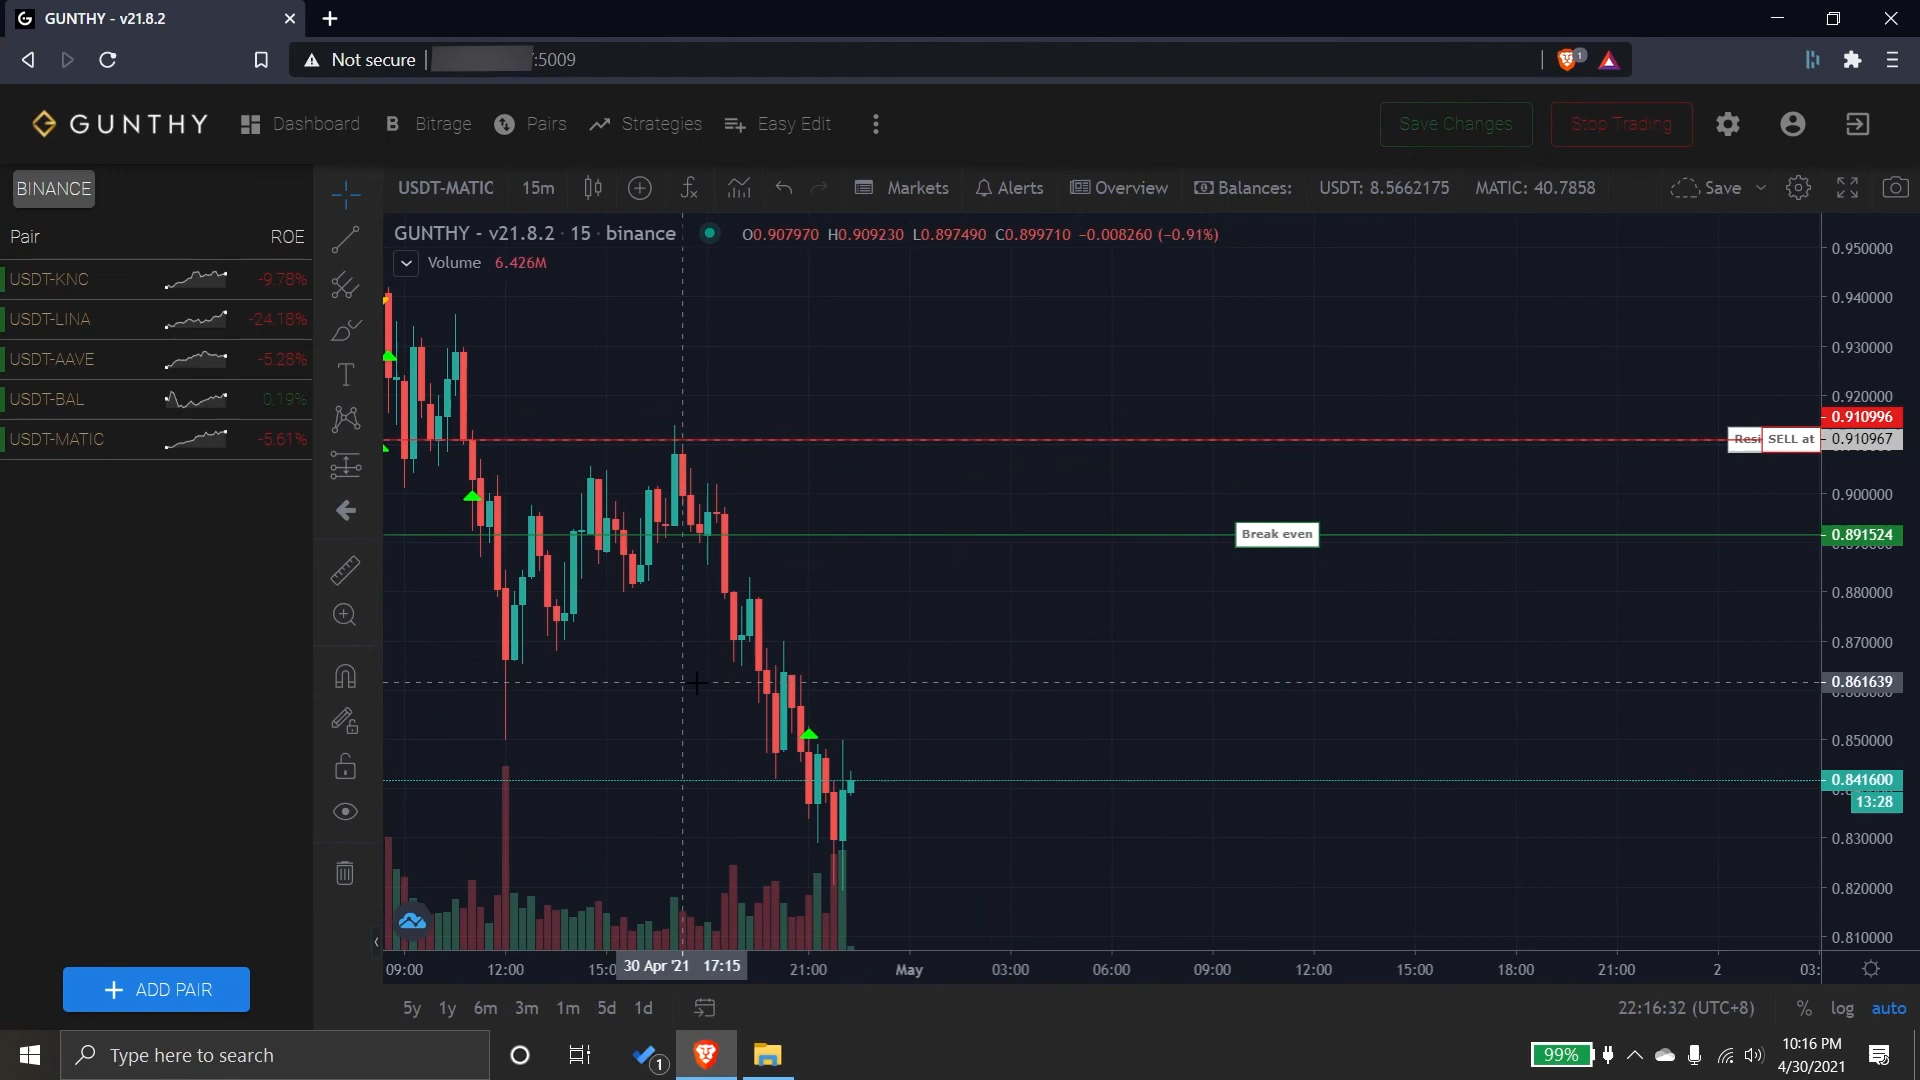 GUNTHY - v21.8.2
Not secure :5009
1
GUNTHY Dashboard Bitrage Pairs Strategies Easy Edit Save Changes Stop Trading
BINANCE
USDT-MATIC 15m Markets Alerts Overview Balances: USDT: 8.5662175 MATIC: 40.7858 Save
Pair ROE
USDT-KNC -9.78%
USDT-LINA -24.18%
USDT-AAVE -5.28%
USDT-BAL 0.19%
USDT-MATIC -5.61%
ADD PAIR
GUNTHY - v21.8.2 · 15 · binance O0.907970 H0.909230 L0.897490 C0.899710 −0.008260 (−0.91%)
Volume 6.426M
0.950000
0.940000
0.930000
0.920000
0.910996
Resi SELL at 0.910967
0.900000
Break even 0.891524
0.880000
0.870000
0.861639
0.850000
0.841600
13:28
0.830000
0.820000
0.810000
09:00 12:00 15:0 30 Apr '21 17:15 21:00 May 03:00 06:00 09:00 12:00 15:00 18:00 21:00 2 03:
5y 1y 6m 3m 1m 5d 1d 22:16:32 (UTC+8) % log auto
Type here to search 1 99% 10:16 PM
4/30/2021